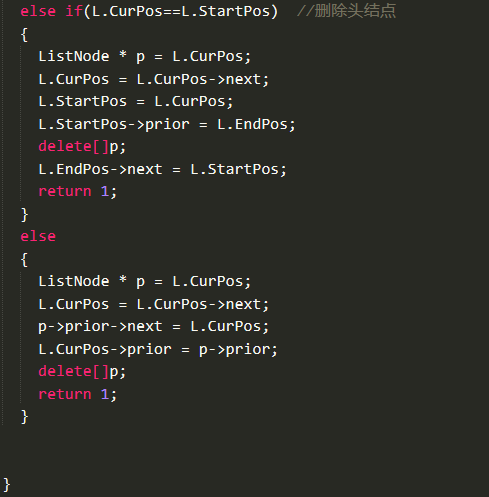 else if(L.CurPos==L.StartPos)  //删除头结点
{
ListNode * p = L.CurPos;
L.CurPos = L.CurPos->next;
L.StartPos = L.CurPos;
L.StartPos->prior = L.EndPos;
delete[]p;
L.EndPos->next = L.StartPos;
return 1;
}
else
{
ListNode * p = L.CurPos;
L.CurPos = L.CurPos->next;
p->prior->next = L.CurPos;
L.CurPos->prior = p->prior;
delete[]p;
return 1;
}
}